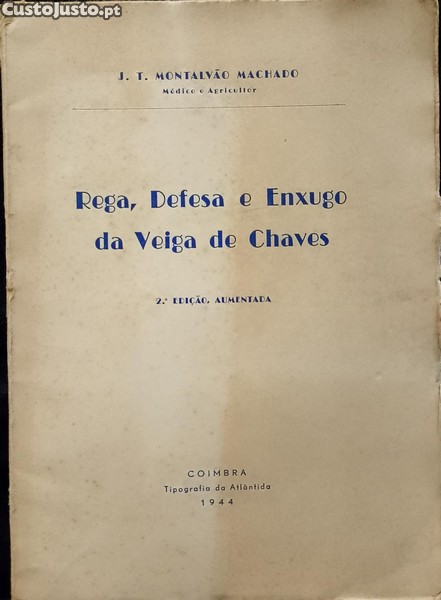 CustoJusto.pt
J. T. MONTALVÃO MACHADO
Médico e Agricultor
Rega, Defesa e Enxugo
da Veiga de Chaves
2.ª EDIÇÃO, AUMENTADA
COIMBRA
Tipografia da Atlântida
1944